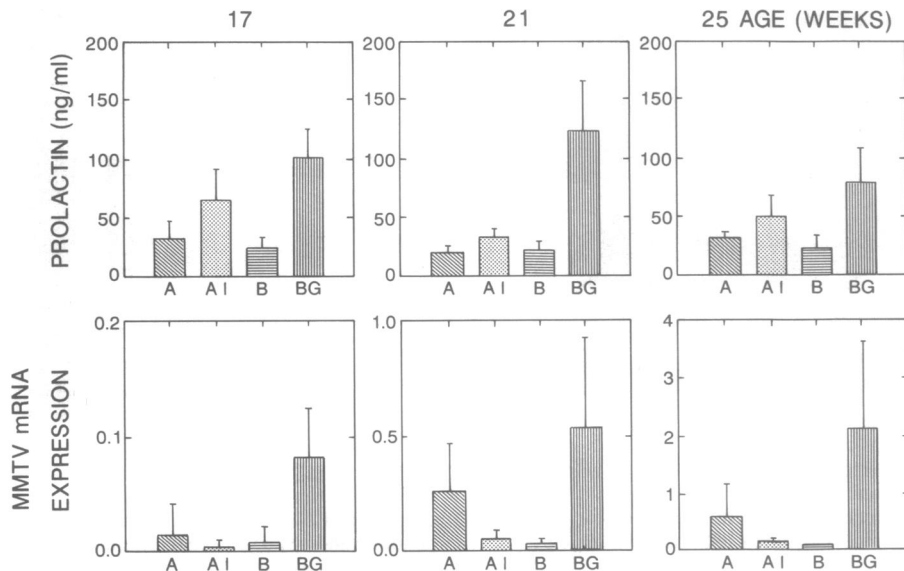 17 21 25 AGE (WEEKS)
PROLACTIN (ng/ml)
200 200 200
150 150 150
100 100 100
50 50 50
0 0 0
A A I B BG A A I B BG A A I B BG
MMTV mRNA
EXPRESSION
0.2 1.0 4
3
0.1 0.5 2
1
0.0 0.0 0
A A I B BG A A I B BG A A I B BG